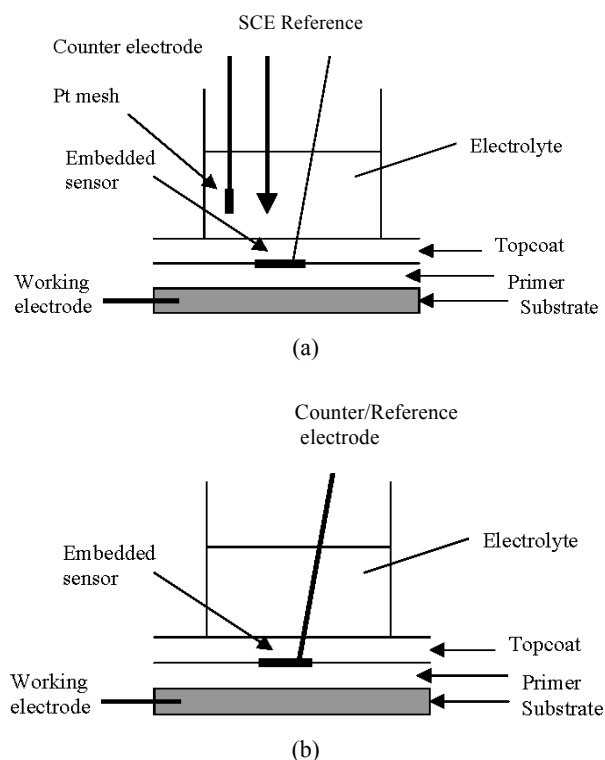 SCE Reference
Counter electrode
Pt mesh
Embedded
sensor
Electrolyte
Topcoat
Primer
Working
electrode
Substrate
(a)
Counter/Reference
electrode
Embedded
sensor
Electrolyte
Topcoat
Working
electrode
Primer
Substrate
(b)